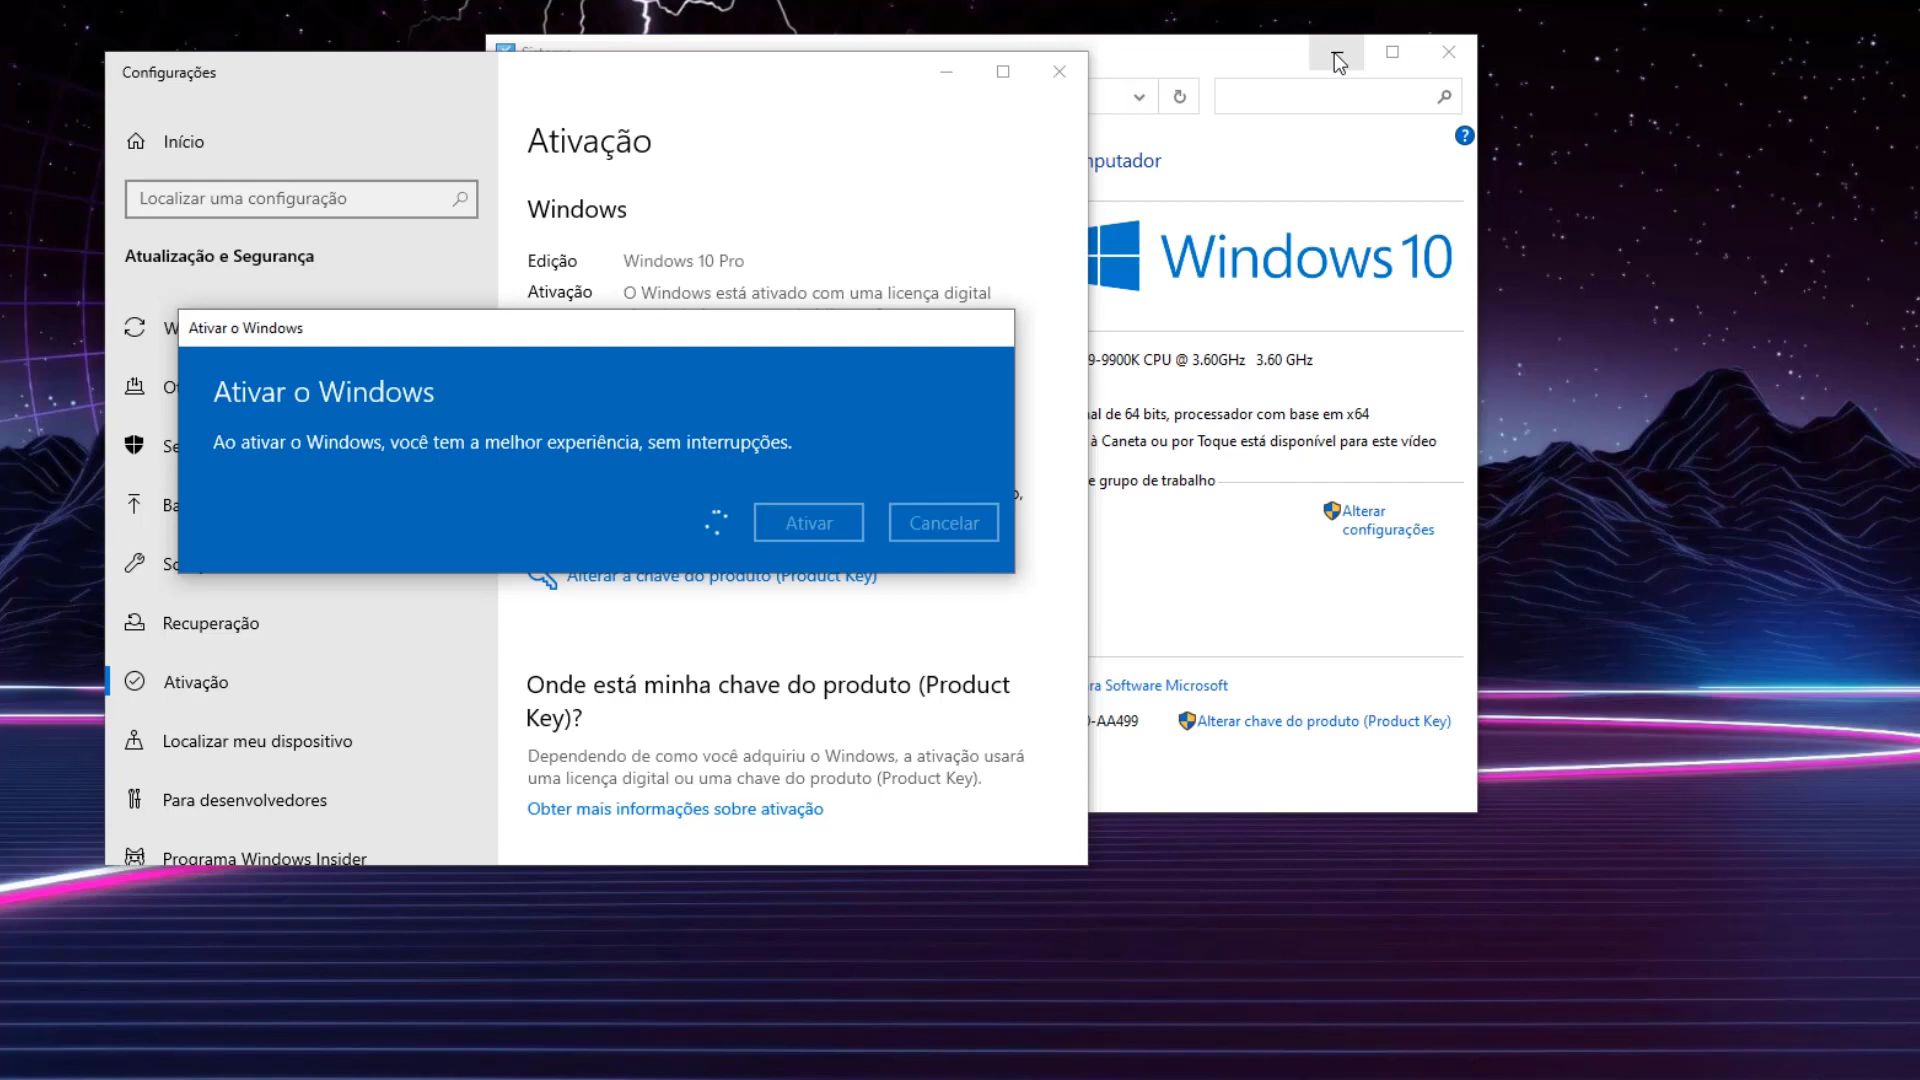 Configurações
Início
Localizar uma configuração
Atualização e Segurança
Recuperação
Ativação
Localizar meu dispositivo
Para desenvolvedores
Programa Windows Insider
Ativação
Windows
Edição Windows 10 Pro
Ativação O Windows está ativado com uma licença digital
Ativar o Windows
Ativar o Windows
Ao ativar o Windows, você tem a melhor experiência, sem interrupções.
Ativar Cancelar
Alterar a chave do produto (Product Key)
Onde está minha chave do produto (Product
Key)?
Dependendo de como você adquiriu o Windows, a ativação usará
uma licença digital ou uma chave do produto (Product Key).
Obter mais informações sobre ativação
Windows 10
9-9900K CPU @ 3.60GHz 3.60 GHz
de 64 bits, processador com base em x64
à Caneta ou por Toque está disponível para este vídeo
e grupo de trabalho
Alterar
configurações
Software Microsoft
-AA499 Alterar chave do produto (Product Key)